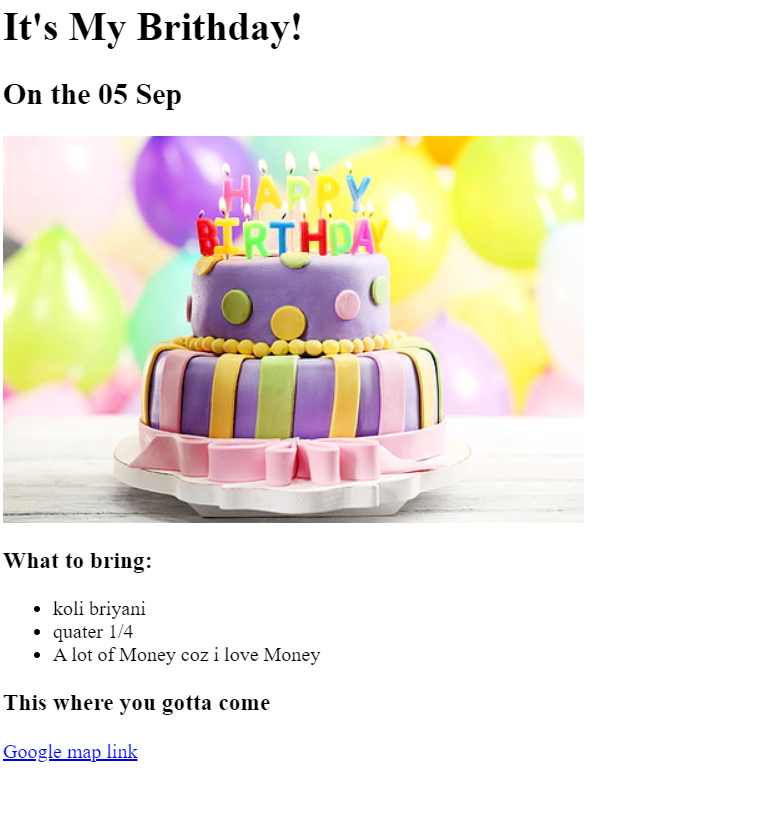 It's My Brithday!
On the 05 Sep
HAPPY
BIRTHDAY
What to bring:
koli briyani
quater 1/4
A lot of Money coz i love Money
This where you gotta come
Google map link